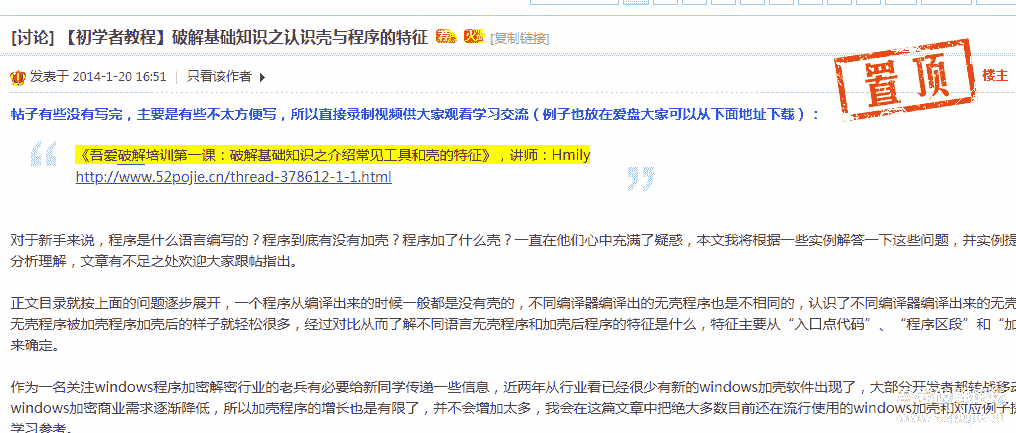 [讨论] 【初学者教程】破解基础知识之认识壳与程序的特征 [复制链接]
发表于 2014-1-20 16:51 | 只看该作者
置顶
楼主
帖子有些没有写完，主要是有些不太方便写，所以直接录制视频供大家观看学习交流（例子也放在爱盘大家可以从下面地址下载）：
《吾爱破解培训第一课：破解基础知识之介绍常见工具和壳的特征》，讲师：Hmily
http://www.52pojie.cn/thread-378612-1-1.html
对于新手来说，程序是什么语言编写的？程序到底有没有加壳？程序加了什么壳？一直在他们心中充满了疑惑，本文我将根据一些实例解答一下这些问题，并实例提
分析理解，文章有不足之处欢迎大家跟帖指出。
正文目录就按上面的问题逐步展开，一个程序从编译出来的时候一般都是没有壳的，不同编译器编译出的无壳程序也是不相同的，认识了不同编译器编译出来的无壳
无壳程序被加壳程序加壳后的样子就轻松很多，经过对比从而了解不同语言无壳程序和加壳后程序的特征是什么，特征主要从“入口点代码”、“程序区段”和“加
来确定。
作为一名关注windows程序加密解密行业的老兵有必要给新同学传递一些信息，近两年从行业看已经很少有新的windows加壳软件出现了，大部分开发者都转战移动
windows加密商业需求逐渐降低，所以加壳程序的增长也是有限了，并不会增加太多，我会在这篇文章中把绝大多数目前还在流行使用的windows壳和对应例子提
学习参考。